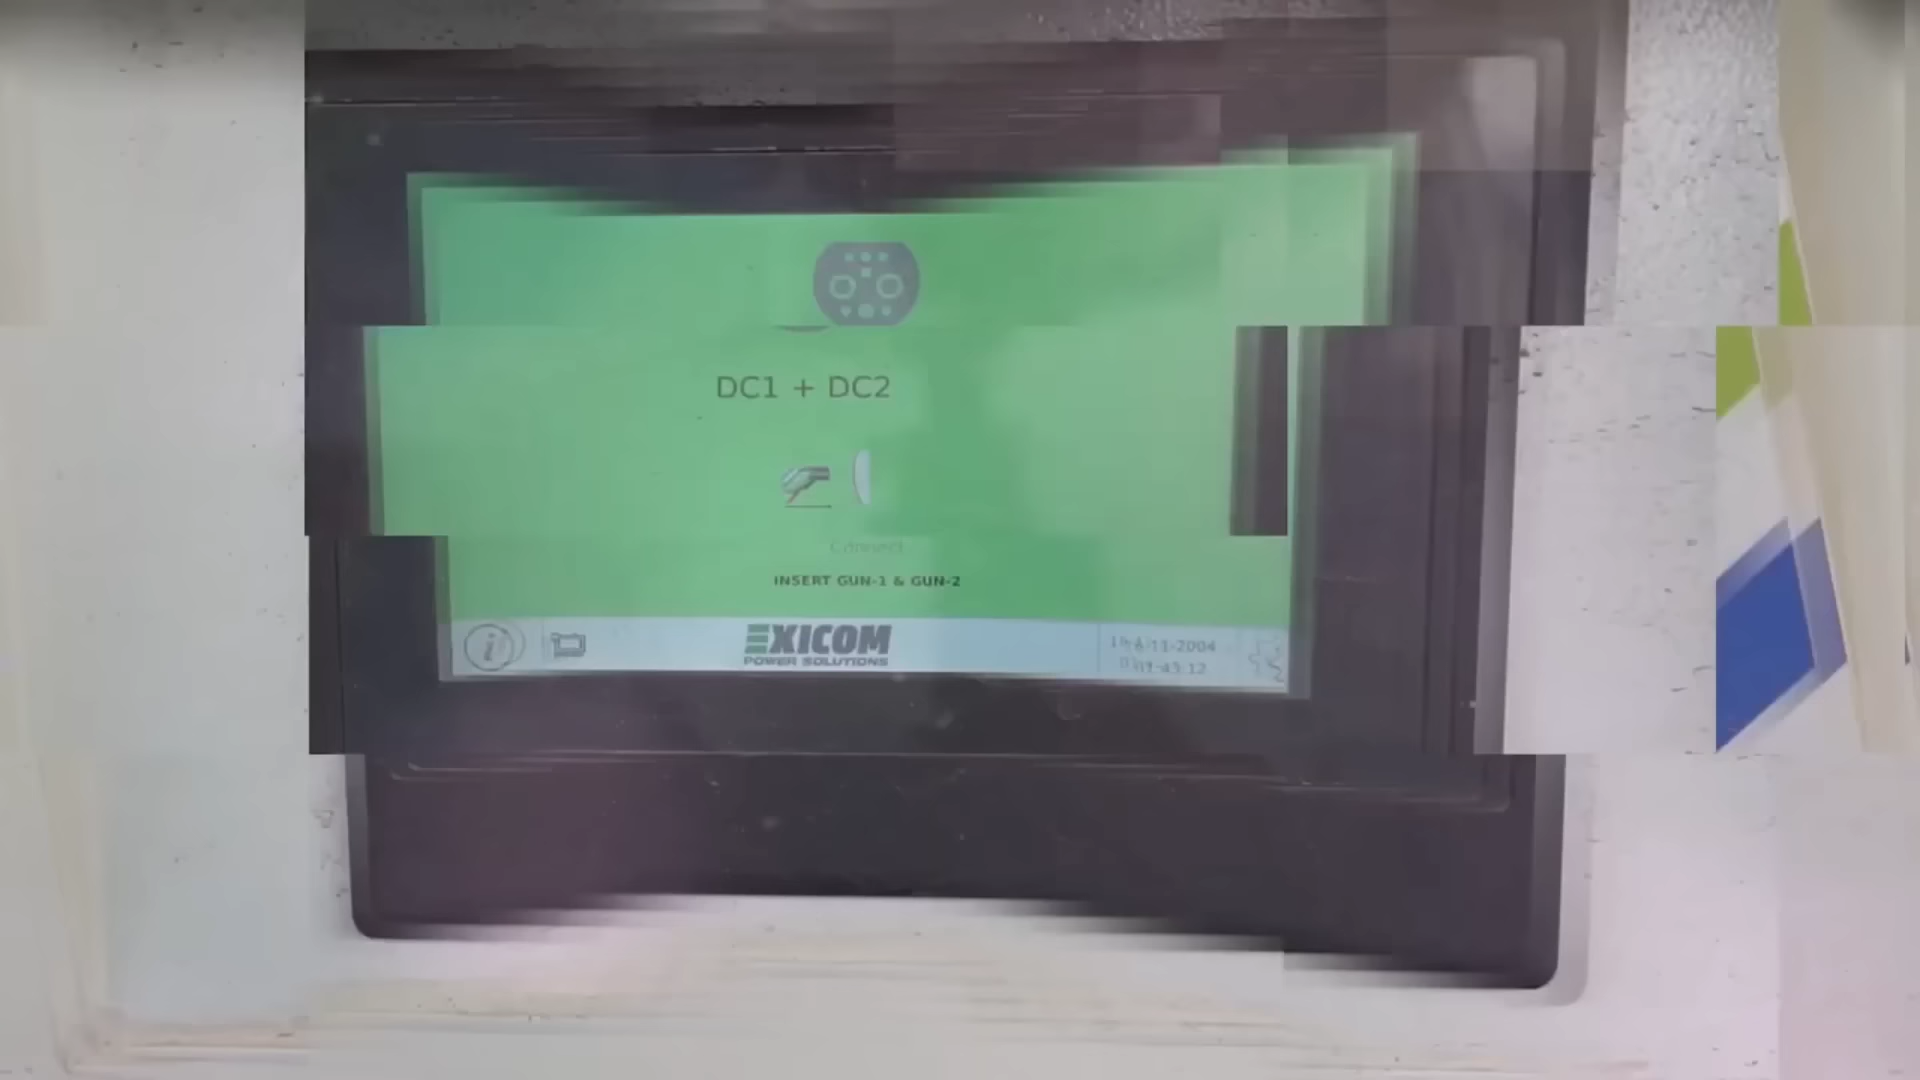 DC1 + DC2
Connect
INSERT GUN-1 & GUN-2
EXICOM
POWER SOLUTIONS